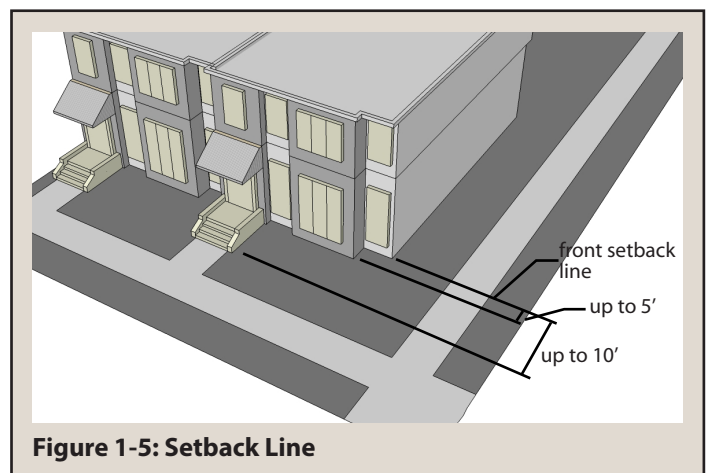 front setback
line
up to 5′
up to 10′
Figure 1-5: Setback Line